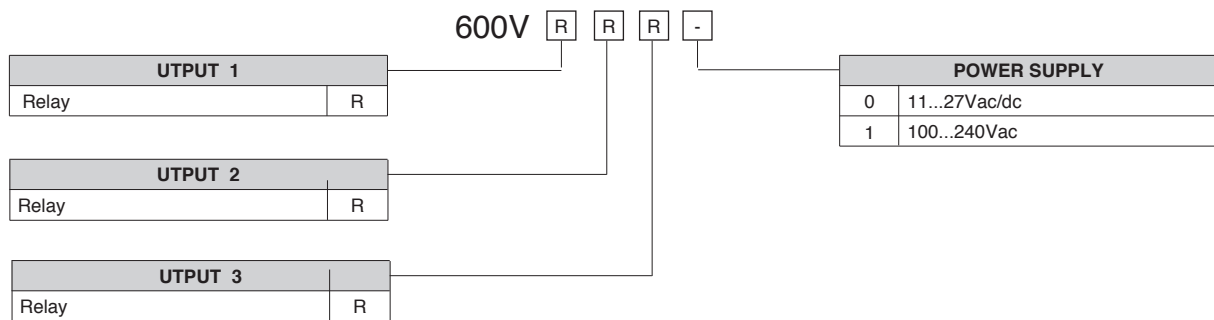 600V R R R -
UTPUT 1
Relay R
UTPUT 2
Relay R
UTPUT 3
Relay R
POWER SUPPLY
0 11...27Vac/dc
1 100...240Vac